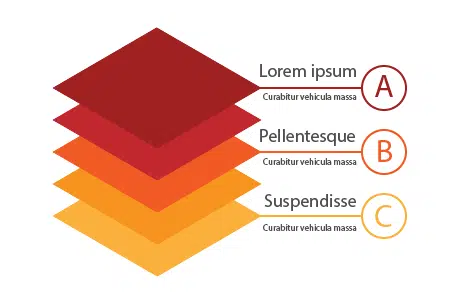 Lorem ipsum
Curabitur vehicula massa
A
Pellentesque
Curabitur vehicula massa
B
Suspendisse
Curabitur vehicula massa
C